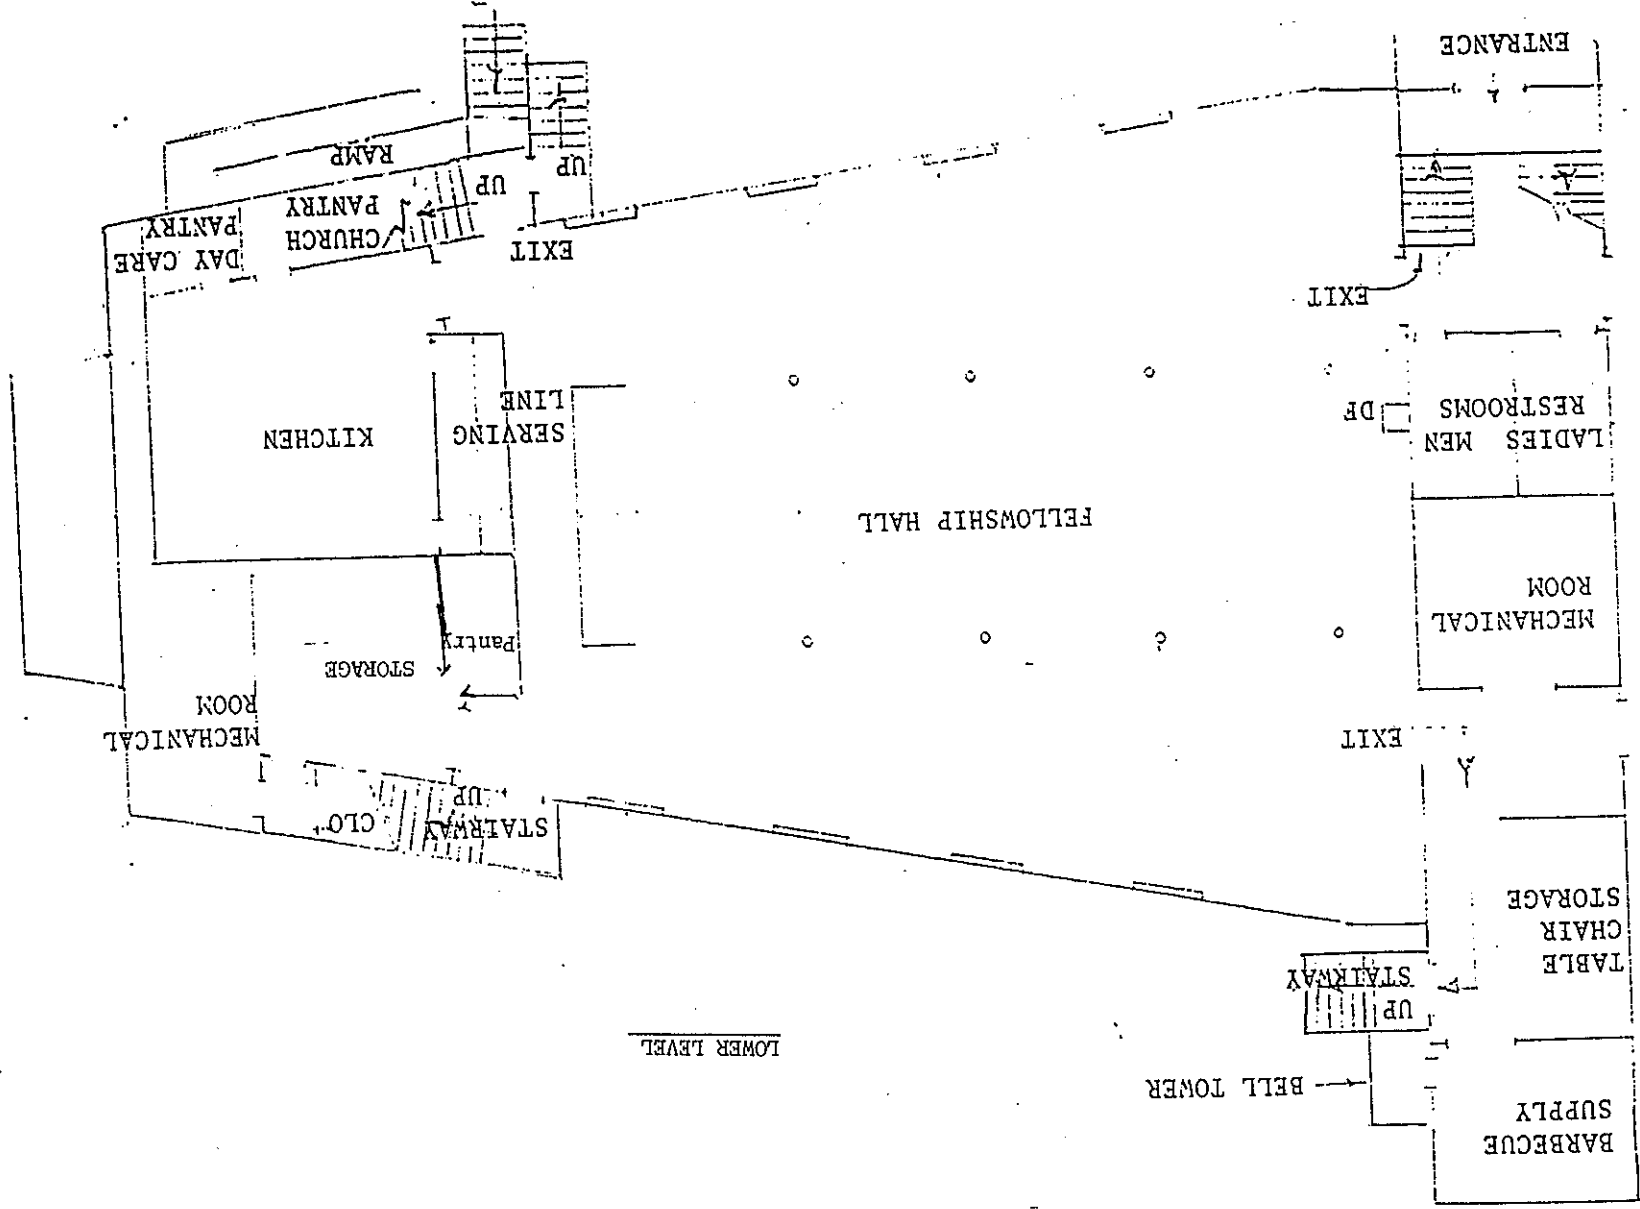 BARBECUE
SUPPLY
BELL TOWER
LOWER LEVEL
UP
STAIRWAY
TABLE
CHAIR
STORAGE
STAIRWAY
UP
CLO
EXIT
MECHANICAL
ROOM
STORAGE
Pantry
MECHANICAL
ROOM
FELLOWSHIP HALL
LADIES MEN
RESTROOMS
DF
SERVING
LINE
KITCHEN
EXIT
EXIT
DAY CARE
PANTRY
CHURCH
PANTRY
UP
UP
RAMP
ENTRANCE